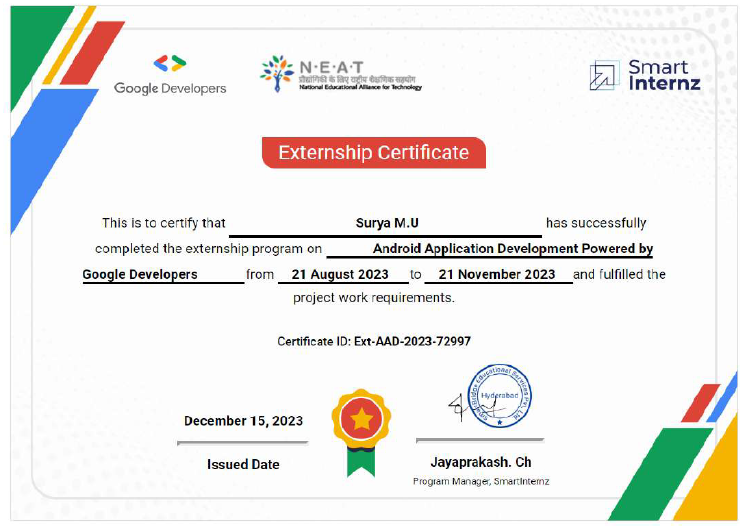 Google Developers
N·E·A·T
प्रौद्योगिकी के लिए राष्ट्रीय शैक्षणिक सहयोग
National Educational Alliance for Technology
Smart
Internz
Externship Certificate
This is to certify that Surya M.U has successfully
completed the externship program on Android Application Development Powered by
Google Developers from 21 August 2023 to 21 November 2023 and fulfilled the
project work requirements.
Certificate ID: Ext-AAD-2023-72997
Educational Services Pvt. Ltd
Hyderabad
December 15, 2023
Issued Date
Jayaprakash. Ch
Program Manager, SmartInternz